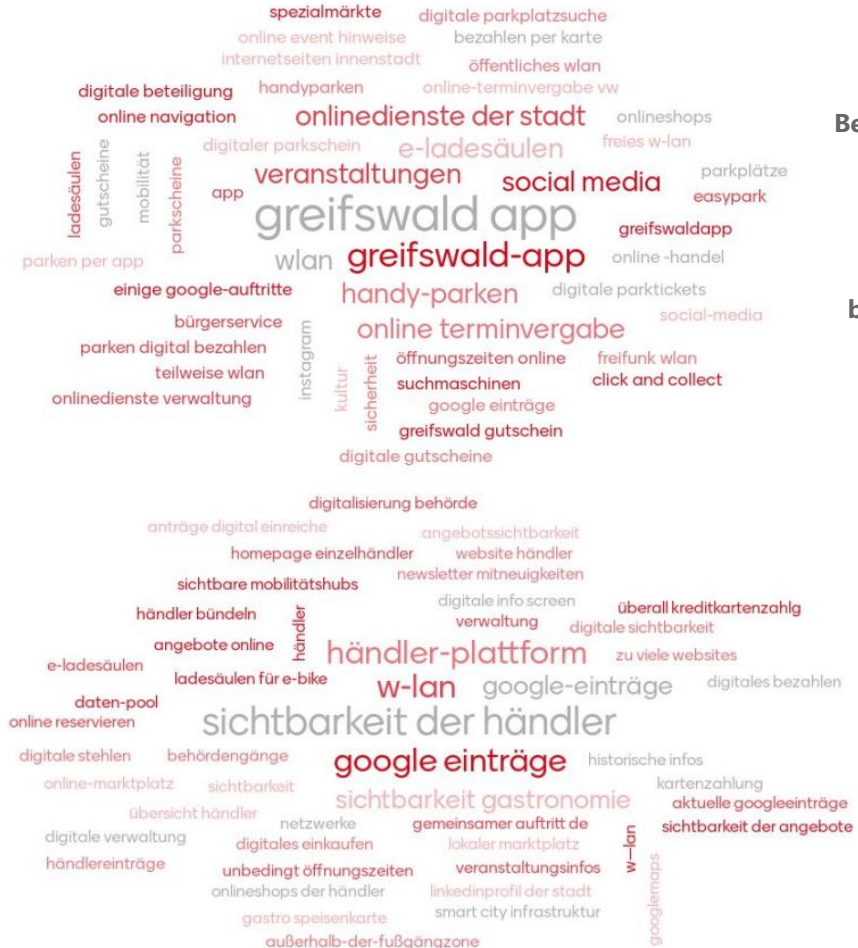 spezialmärkte
digitale parkplatzsuche
online event hinweise
bezahlen per karte
internetseiten innenstadt
öffentliches wlan
digitale beteiligung
handyparken
online-terminvergabe vw
online navigation
onlinedienste der stadt
onlineshops
Be
digitaler parkschein
e-ladesäulen
freies w-lan
ladesäulen
gutscheine
mobilität
parkscheine
app
veranstaltungen
social media
parkplätze
easypark
greifswald app
greifswaldapp
parken per app
wlan
greifswald-app
online -handel
einige google-auftritte
handy-parken
digitale parktickets
b
bürgerservice
online terminvergabe
social-media
parken digital bezahlen
instagram
kultur
sicherheit
öffnungszeiten online
freifunk wlan
teilweise wlan
suchmaschinen
click and collect
onlinedienste verwaltung
google einträge
greifswald gutschein
digitale gutscheine
digitalisierung behörde
anträge digital einreiche
angebotssichtbarkeit
homepage einzelhändler
website händler
sichtbare mobilitätshubs
newsletter mitneuigkeiten
händler bündeln
händler
digitale info screen
überall kreditkartenzahlg
verwaltung
digitale sichtbarkeit
angebote online
händler-plattform
zu viele websites
e-ladesäulen
ladesäulen für e-bike
w-lan
google-einträge
digitales bezahlen
daten-pool
online reservieren
sichtbarkeit der händler
digitale stehlen
behördengänge
google einträge
historische infos
online-marktplatz
sichtbarkeit
sichtbarkeit gastronomie
kartenzahlung
aktuelle googleeinträge
übersicht händler
netzwerke
gemeinsamer auftritt de
sichtbarkeit der angebote
digitale verwaltung
digitales einkaufen
lokaler marktplatz
w-–lan
händlereinträge
unbedingt öffnungszeiten
veranstaltungsinfos
googlemaps
onlineshops der händler
linkedinprofil der stadt
gastro speisenkarte
smart city infrastruktur
außerhalb-der-fußgängzone